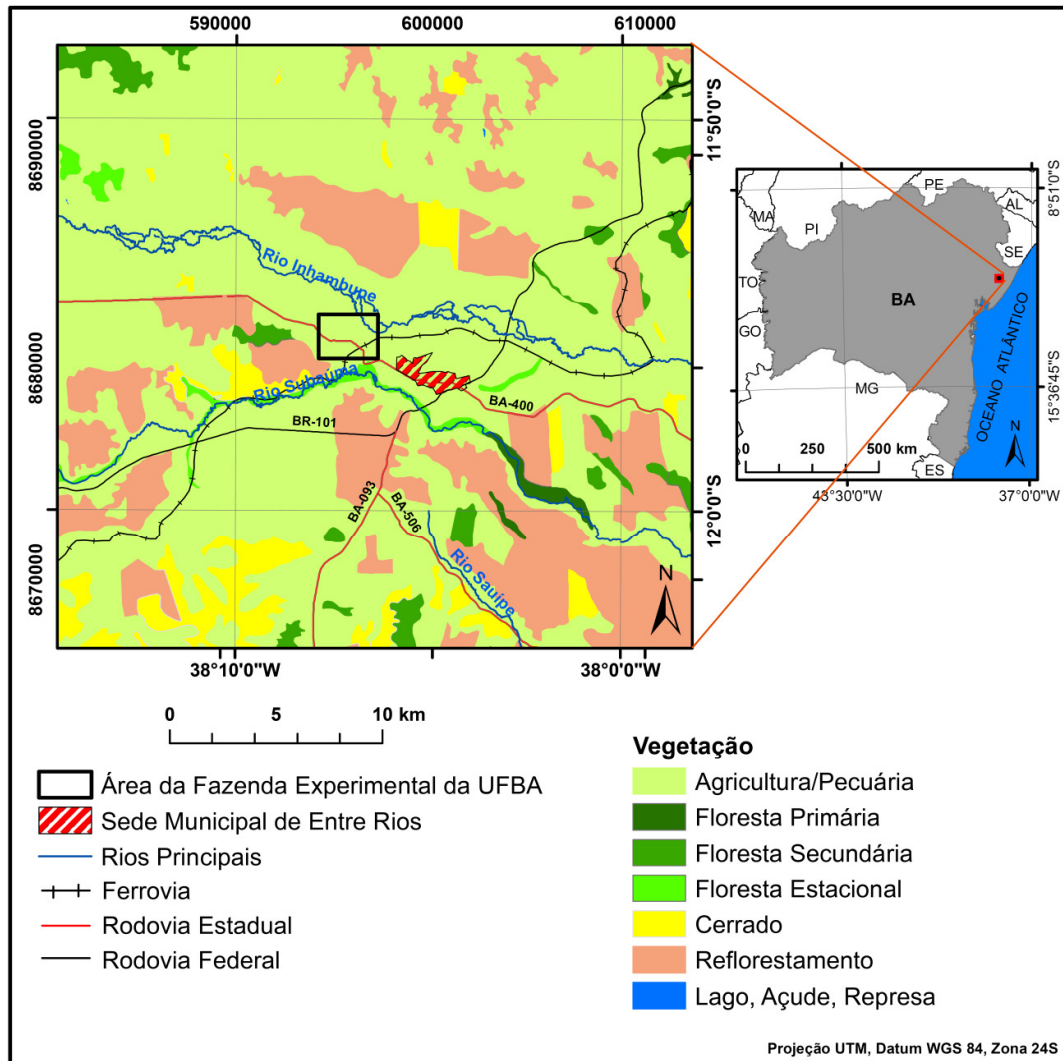 590000
600000
610000
8690000
8680000
8670000
11°50'0"S
12°0'0"S
38°10'0"W
38°0'0"W
Rio Inhambupe
Rio Subaúma
BA-400
BR-101
BA-093
BA-506
Rio Sauipe
N
PE
AL
MA
PI
SE
TO
BA
GO
MG
ES
OCEANO ATLÂNTICO
N
0 250 500 km
8°51'0"S
15°36'45"S
43°30'0"W
37°0'0"W
0 5 10 km
Área da Fazenda Experimental da UFBA
Sede Municipal de Entre Rios
Rios Principais
Ferrovia
Rodovia Estadual
Rodovia Federal
Vegetação
Agricultura/Pecuária
Floresta Primária
Floresta Secundária
Floresta Estacional
Cerrado
Reflorestamento
Lago, Açude, Represa
Projeção UTM, Datum WGS 84, Zona 24S